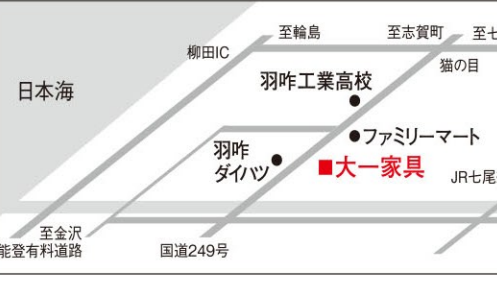 至輪島
至志賀町
至七
柳田IC
猫の目
羽咋工業高校
日本海
ファミリーマート
羽咋
ダイハツ
大一家具
JR七尾
至金沢
能登有料道路
国道249号